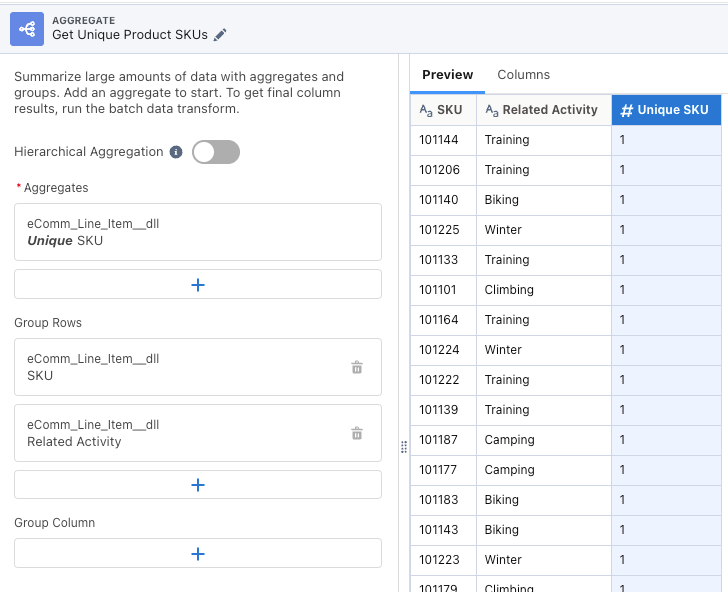 AGGREGATE
Get Unique Product SKUs
Summarize large amounts of data with aggregates and
groups. Add an aggregate to start. To get final column
results, run the batch data transform.
Hierarchical Aggregation
* Aggregates
eComm_Line_Item__dll
Unique SKU
+
Group Rows
eComm_Line_Item__dll
SKU
eComm_Line_Item__dll
Related Activity
+
Group Column
+
Preview Columns
Aa SKU Aa Related Activity # Unique SKU
101144 Training 1
101206 Training 1
101140 Biking 1
101225 Winter 1
101133 Training 1
101101 Climbing 1
101164 Training 1
101224 Winter 1
101222 Training 1
101139 Training 1
101187 Camping 1
101177 Camping 1
101183 Biking 1
101143 Biking 1
101223 Winter 1
101179 Climbing 1